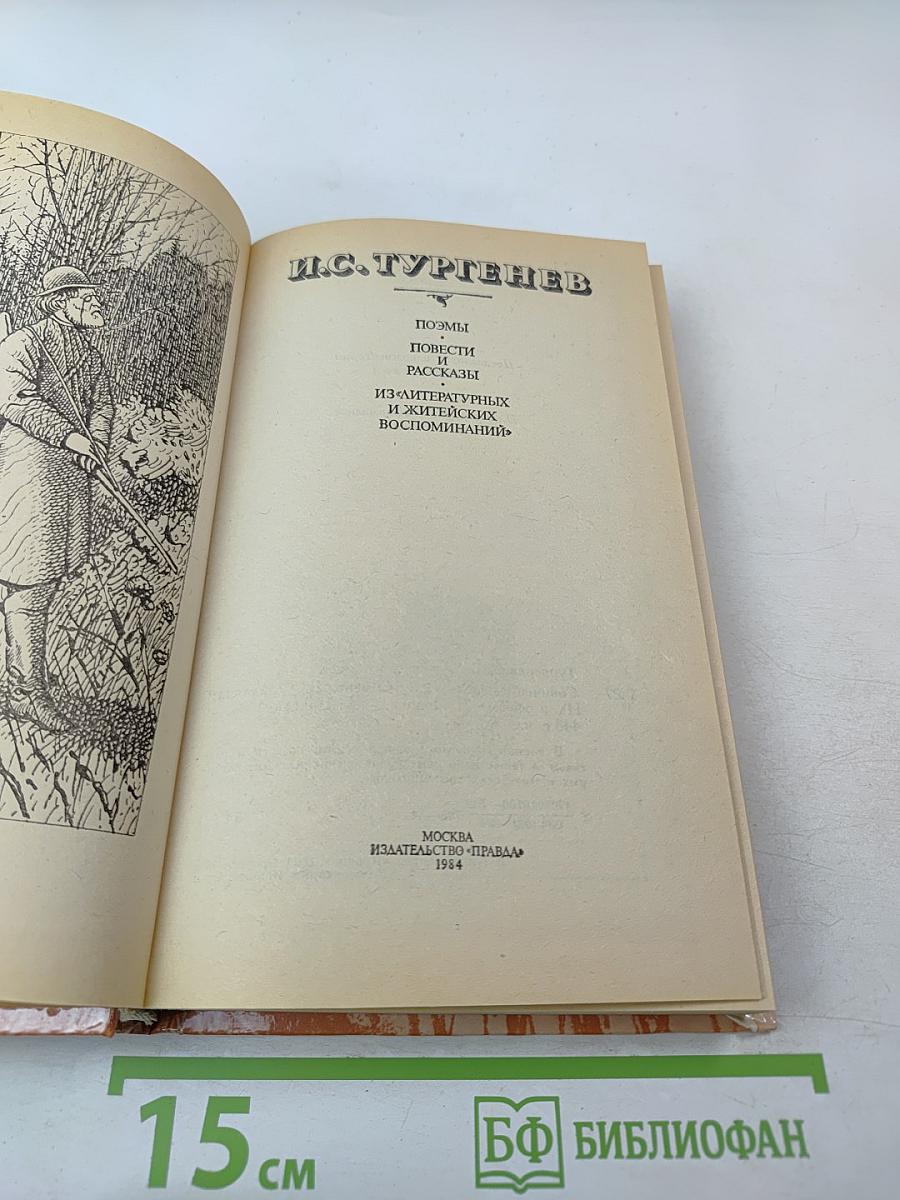 И.С. ТУРГЕНЕВ
ПОЭМЫ
•
ПОВЕСТИ
И
РАССКАЗЫ
•
ИЗ «ЛИТЕРАТУРНЫХ
И ЖИТЕЙСКИХ
ВОСПОМИНАНИЙ»
МОСКВА
ИЗДАТЕЛЬСТВО «ПРАВДА»
1984
15 см
БФ БИБЛИОФАН